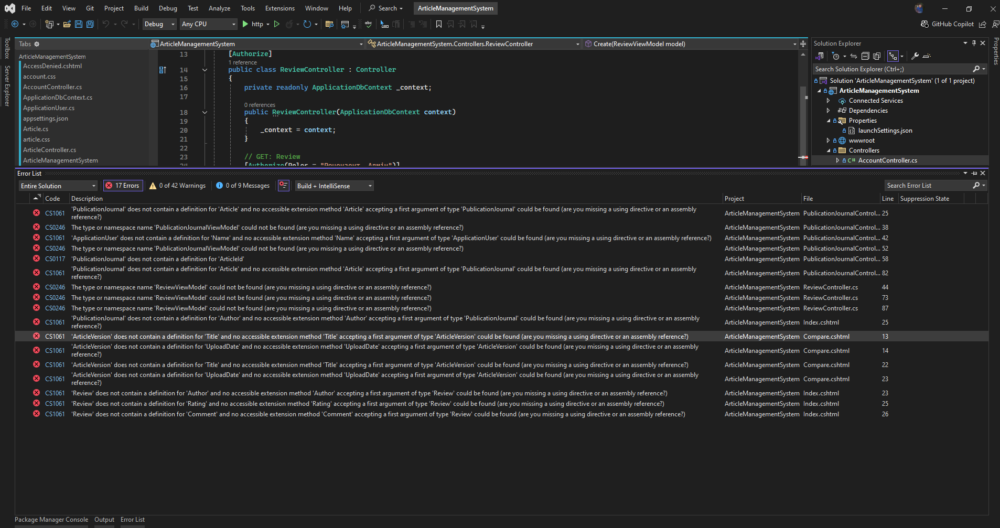 File Edit View Git Project Build Debug Test Analyze Tools Extensions Window Help Search ArticleManagementSystem
Debug Any CPU http GitHub Copilot
Toolbox
Server Explorer
Tabs
ArticleManagementSystem
AccessDenied.cshtml
account.css
AccountController.cs
ApplicationDbContext.cs
ApplicationUser.cs
appsettings.json
Article.cs
article.css
ArticleController.cs
ArticleManagementSystem
ArticleManagementSystem ArticleManagementSystem.Controllers.ReviewController Create(ReviewViewModel model)
13 [Authorize]
1 reference
14 public class ReviewController : Controller
15 {
16 private readonly ApplicationDbContext _context;
17
0 references
18 public ReviewController(ApplicationDbContext context)
19 {
20 _context = context;
21 }
22
23 // GET: Review
24 [Authorize(Roles = "Рецензент, Адмін")]
Solution Explorer
Search Solution Explorer (Ctrl+;)
Solution 'ArticleManagementSystem' (1 of 1 project)
ArticleManagementSystem
Connected Services
Dependencies
Properties
launchSettings.json
wwwroot
Controllers
C# AccountController.cs
Properties
Error List
Entire Solution 17 Errors 0 of 42 Warnings 0 of 9 Messages Build + IntelliSense Search Error List
Code Description Project File Line Suppression State
CS1061 'PublicationJournal' does not contain a definition for 'Article' and no accessible extension method 'Article' accepting a first argument of type 'PublicationJournal' could be found (are you missing a using directive or an assembly
reference?) ArticleManagementSystem PublicationJournalControl... 25
CS0246 The type or namespace name 'PublicationJournalViewModel' could not be found (are you missing a using directive or an assembly reference?) ArticleManagementSystem PublicationJournalControl... 38
CS1061 'ApplicationUser' does not contain a definition for 'Name' and no accessible extension method 'Name' accepting a first argument of type 'ApplicationUser' could be found (are you missing a using directive or an assembly reference?) ArticleManagementSystem PublicationJournalControl... 42
CS0246 The type or namespace name 'PublicationJournalViewModel' could not be found (are you missing a using directive or an assembly reference?) ArticleManagementSystem PublicationJournalControl... 52
CS0117 'PublicationJournal' does not contain a definition for 'ArticleId' ArticleManagementSystem PublicationJournalControl... 58
CS1061 'PublicationJournal' does not contain a definition for 'Article' and no accessible extension method 'Article' accepting a first argument of type 'PublicationJournal' could be found (are you missing a using directive or an assembly
reference?) ArticleManagementSystem PublicationJournalControl... 82
CS0246 The type or namespace name 'ReviewViewModel' could not be found (are you missing a using directive or an assembly reference?) ArticleManagementSystem ReviewController.cs 44
CS0246 The type or namespace name 'ReviewViewModel' could not be found (are you missing a using directive or an assembly reference?) ArticleManagementSystem ReviewController.cs 73
CS0246 The type or namespace name 'ReviewViewModel' could not be found (are you missing a using directive or an assembly reference?) ArticleManagementSystem ReviewController.cs 87
CS1061 'PublicationJournal' does not contain a definition for 'Author' and no accessible extension method 'Author' accepting a first argument of type 'PublicationJournal' could be found (are you missing a using directive or an assembly
reference?) ArticleManagementSystem Index.cshtml 25
CS1061 'ArticleVersion' does not contain a definition for 'Title' and no accessible extension method 'Title' accepting a first argument of type 'ArticleVersion' could be found (are you missing a using directive or an assembly reference?) ArticleManagementSystem Compare.cshtml 13
CS1061 'ArticleVersion' does not contain a definition for 'UploadDate' and no accessible extension method 'UploadDate' accepting a first argument of type 'ArticleVersion' could be found (are you missing a using directive or an assembly
reference?) ArticleManagementSystem Compare.cshtml 14
CS1061 'ArticleVersion' does not contain a definition for 'Title' and no accessible extension method 'Title' accepting a first argument of type 'ArticleVersion' could be found (are you missing a using directive or an assembly reference?) ArticleManagementSystem Compare.cshtml 22
CS1061 'ArticleVersion' does not contain a definition for 'UploadDate' and no accessible extension method 'UploadDate' accepting a first argument of type 'ArticleVersion' could be found (are you missing a using directive or an assembly
reference?) ArticleManagementSystem Compare.cshtml 23
CS1061 'Review' does not contain a definition for 'Author' and no accessible extension method 'Author' accepting a first argument of type 'Review' could be found (are you missing a using directive or an assembly reference?) ArticleManagementSystem Index.cshtml 23
CS1061 'Review' does not contain a definition for 'Rating' and no accessible extension method 'Rating' accepting a first argument of type 'Review' could be found (are you missing a using directive or an assembly reference?) ArticleManagementSystem Index.cshtml 25
CS1061 'Review' does not contain a definition for 'Comment' and no accessible extension method 'Comment' accepting a first argument of type 'Review' could be found (are you missing a using directive or an assembly reference?) ArticleManagementSystem Index.cshtml 26
Package Manager Console Output Error List